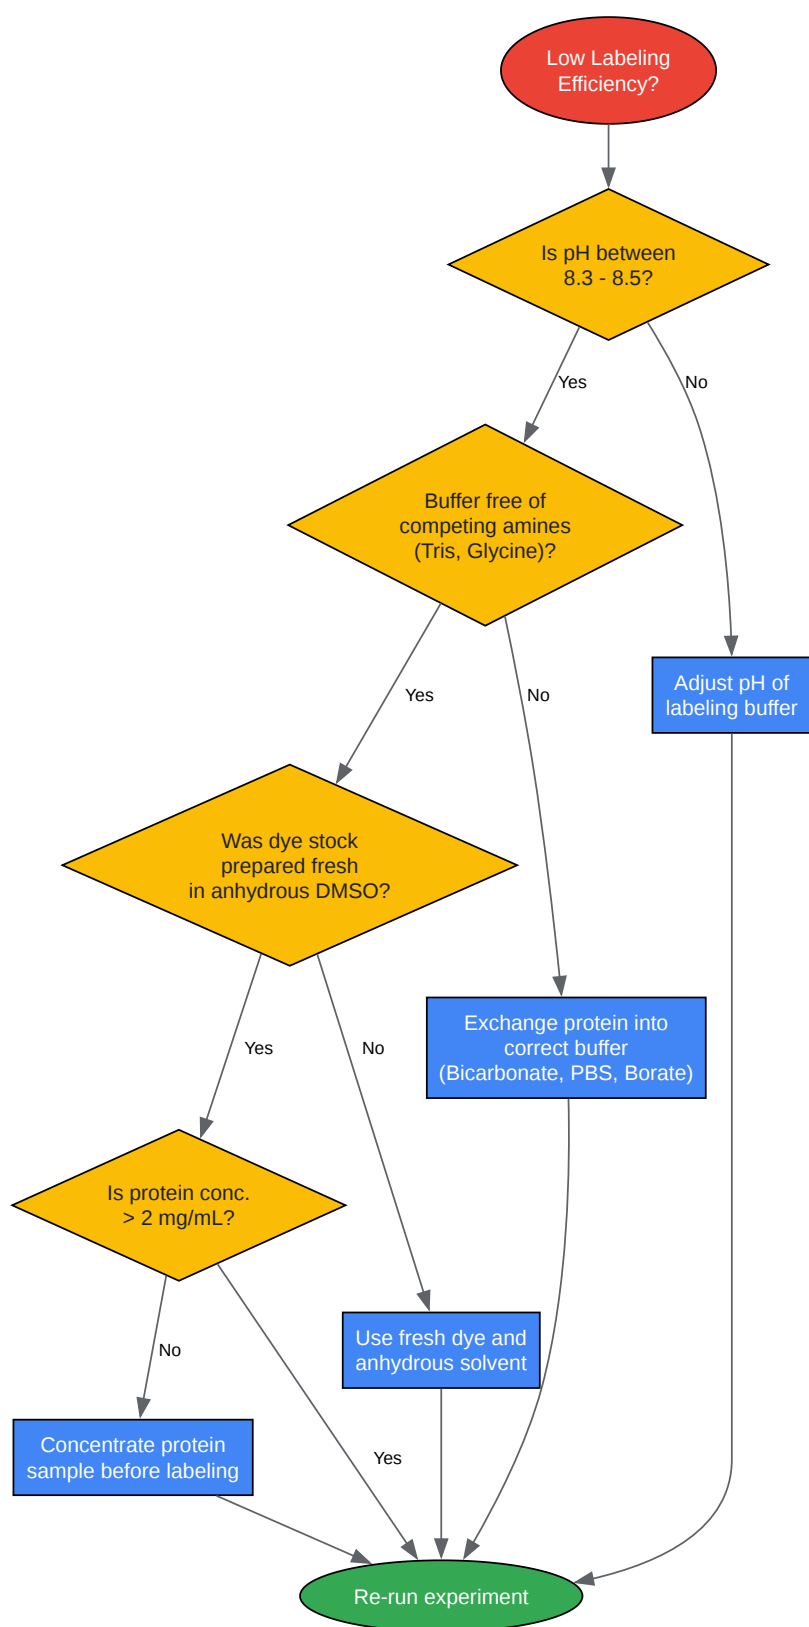 Low Labeling
Efficiency?
Is pH between
8.3 - 8.5?
Yes
No
Buffer free of
competing amines
(Tris, Glycine)?
Adjust pH of
labeling buffer
Yes
No
Was dye stock
prepared fresh
in anhydrous DMSO?
Exchange protein into
correct buffer
(Bicarbonate, PBS, Borate)
Yes
No
Is protein conc.
> 2 mg/mL?
No
Use fresh dye and
anhydrous solvent
Concentrate protein
sample before labeling
Yes
Re-run experiment